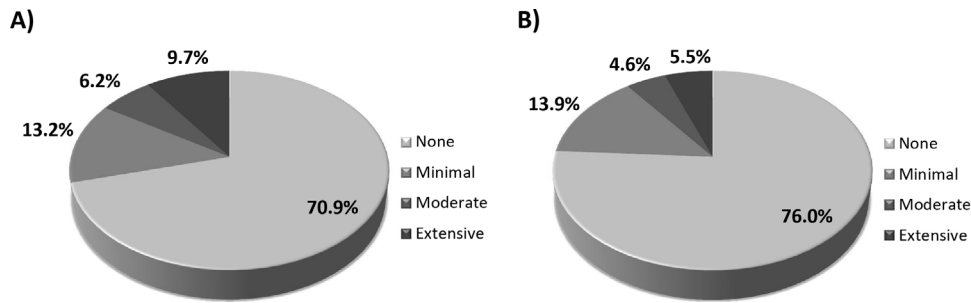 A)
9.7%
6.2%
13.2%
70.9%
None
Minimal
Moderate
Extensive
B)
5.5%
4.6%
13.9%
76.0%
None
Minimal
Moderate
Extensive